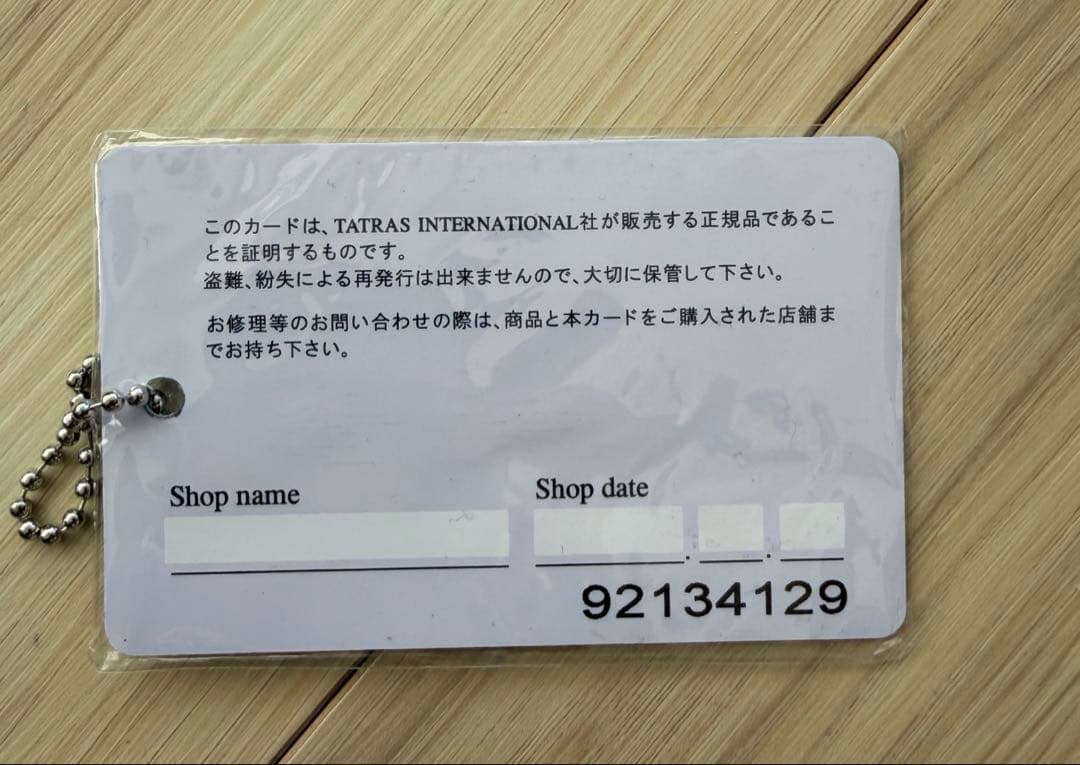 このカードは、TATRAS INTERNATIONAL社が販売する正規品であるこ
とを証明するものです。
盗難、紛失による再発行は出来ませんので、大切に保管して下さい。
お修理等のお問い合わせの際は、商品と本カードをご購入された店舗ま
でお持ち下さい。
Shop name
Shop date
92134129